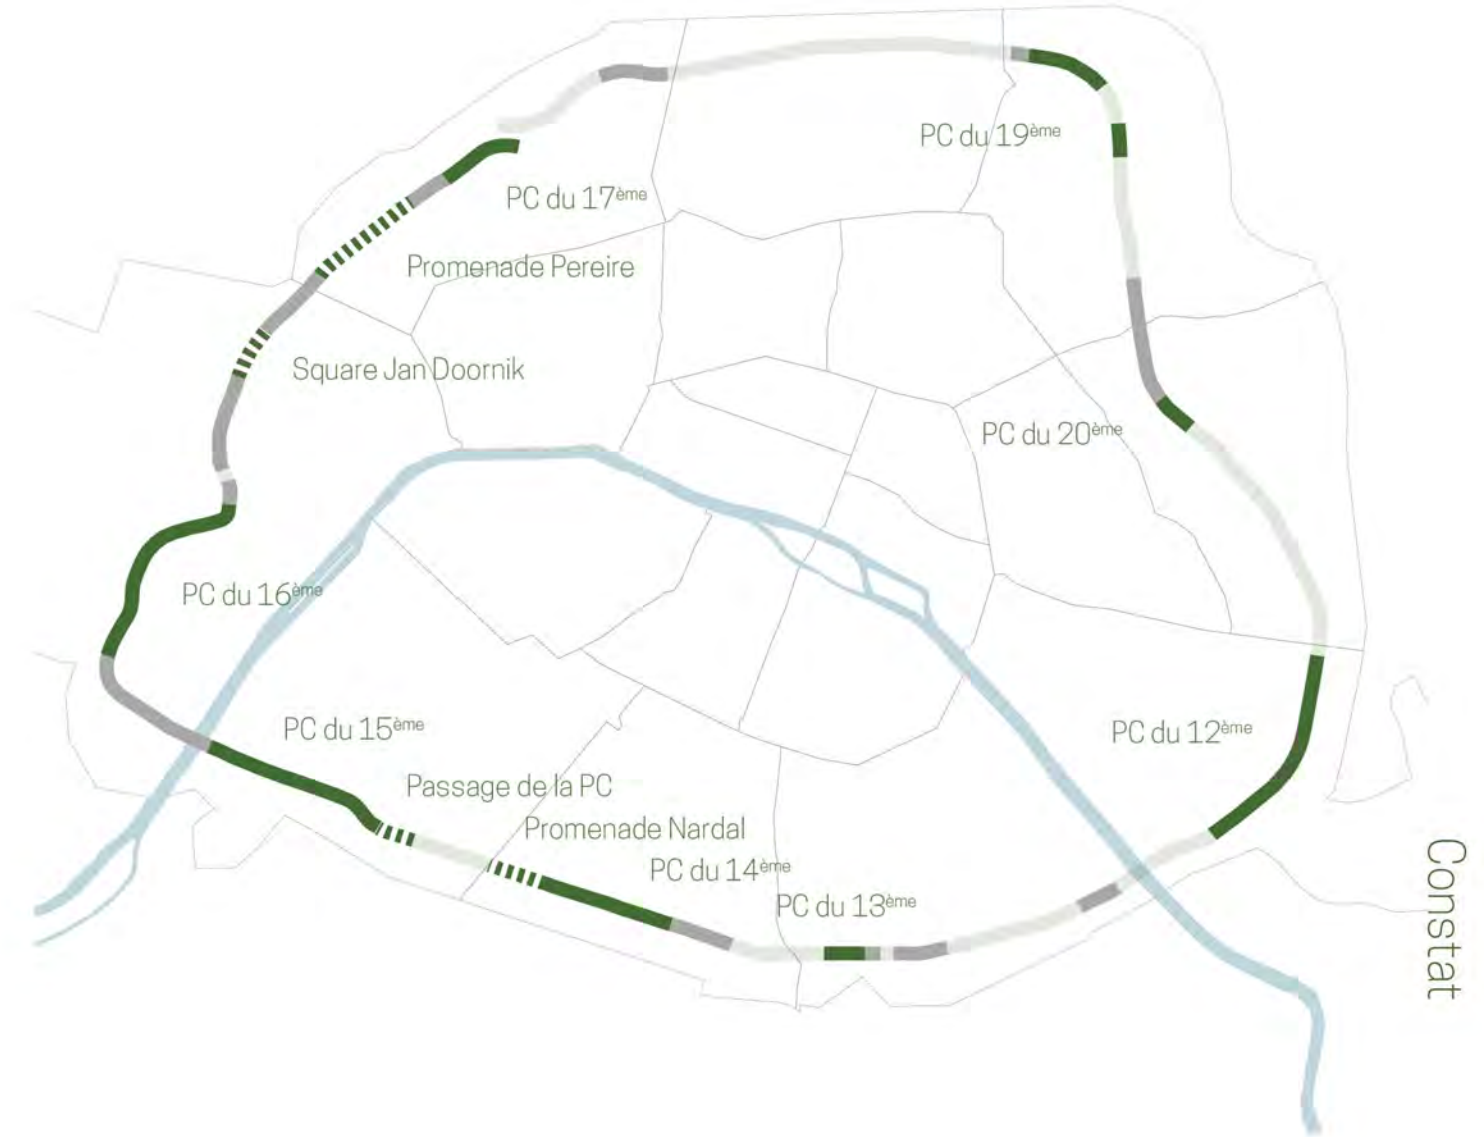 PC du 19ème
PC du 17ème
Promenade Pereire
Square Jan Doornik
PC du 20ème
PC du 16ème
PC du 15ème
PC du 12ème
Passage de la PC
Promenade Nardal
PC du 14ème
PC du 13ème
Constat